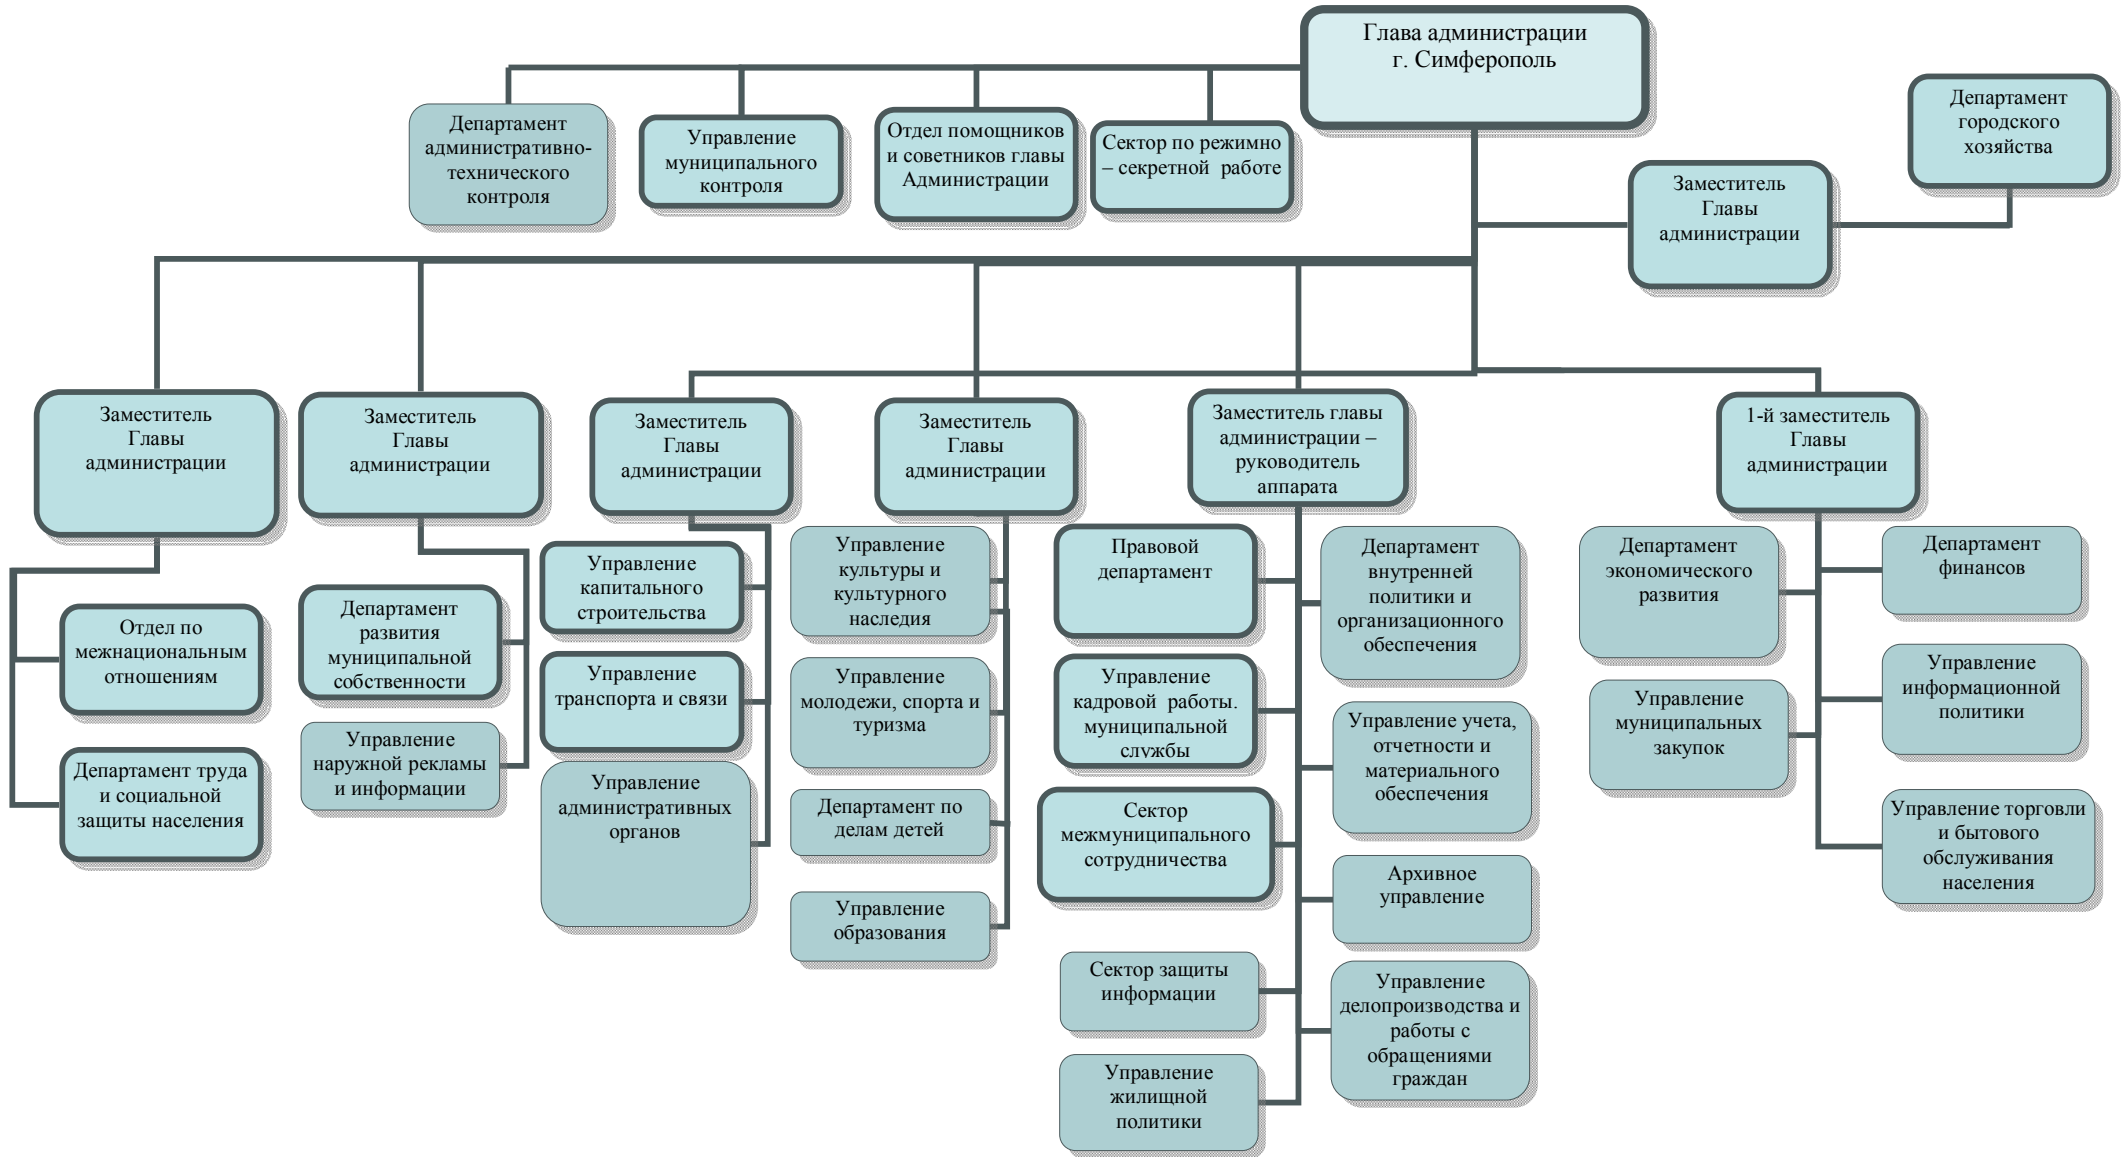 Глава администрации
г. Симферополь
Департамент
административно-
технического
контроля
Управление
муниципального
контроля
Отдел помощников
и советников главы
Администрации
Сектор по режимно
– секретной работе
Заместитель
Главы
администрации
Департамент
городского
хозяйства
Заместитель
Главы
администрации
Заместитель
Главы
администрации
Заместитель
Главы
администрации
Заместитель
Главы
администрации
Заместитель главы
администрации –
руководитель
аппарата
1-й заместитель
Главы
администрации
Отдел по
межнациональным
отношениям
Департамент труда
и социальной
защиты населения
Департамент
развития
муниципальной
собственности
Управление
наружной рекламы
и информации
Управление
капитального
строительства
Управление
транспорта и связи
Управление
административных
органов
Управление
культуры и
культурного
наследия
Управление
молодежи, спорта и
туризма
Департамент по
делам детей
Управление
образования
Правовой
департамент
Управление
кадровой работы.
муниципальной
службы
Сектор
межмуниципального
сотрудничества
Сектор защиты
информации
Управление
жилищной
политики
Департамент
внутренней
политики и
организационного
обеспечения
Управление учета,
отчетности и
материального
обеспечения
Архивное
управление
Управление
делопроизводства и
работы с
обращениями
граждан
Департамент
экономического
развития
Управление
муниципальных
закупок
Департамент
финансов
Управление
информационной
политики
Управление торговли
и бытового
обслуживания
населения